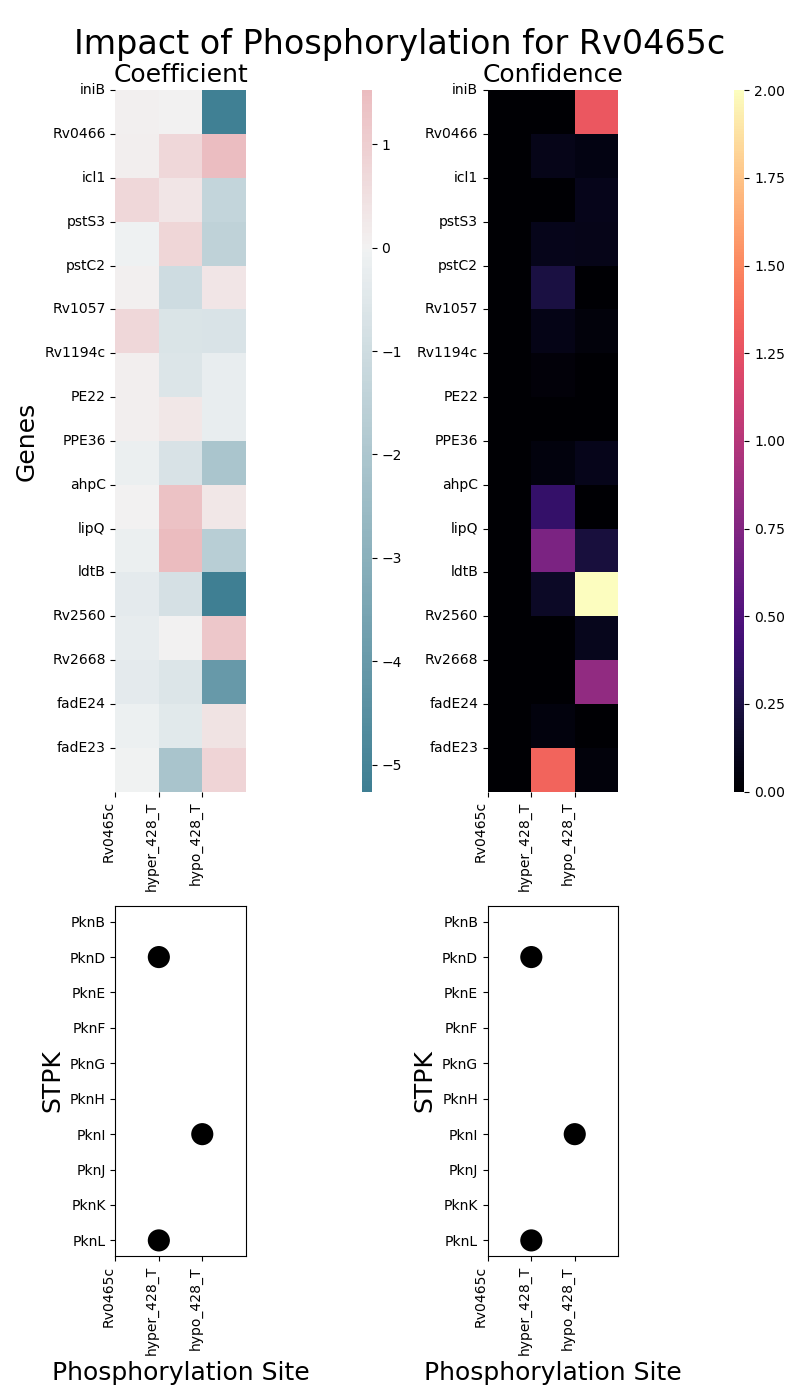 Impact of Phosphorylation for Rv0465c
Coefficient
Confidence
Genes
iniB
Rv0466
icl1
pstS3
pstC2
Rv1057
Rv1194c
PE22
PPE36
ahpC
lipQ
ldtB
Rv2560
Rv2668
fadE24
fadE23
1
0
−1
−2
−3
−4
−5
Rv0465c
hyper_428_T
hypo_428_T
iniB
Rv0466
icl1
pstS3
pstC2
Rv1057
Rv1194c
PE22
PPE36
ahpC
lipQ
ldtB
Rv2560
Rv2668
fadE24
fadE23
2.00
1.75
1.50
1.25
1.00
0.75
0.50
0.25
0.00
Rv0465c
hyper_428_T
hypo_428_T
STPK
PknB
PknD
PknE
PknF
PknG
PknH
PknI
PknJ
PknK
PknL
Rv0465c
hyper_428_T
hypo_428_T
Phosphorylation Site
STPK
PknB
PknD
PknE
PknF
PknG
PknH
PknI
PknJ
PknK
PknL
Rv0465c
hyper_428_T
hypo_428_T
Phosphorylation Site